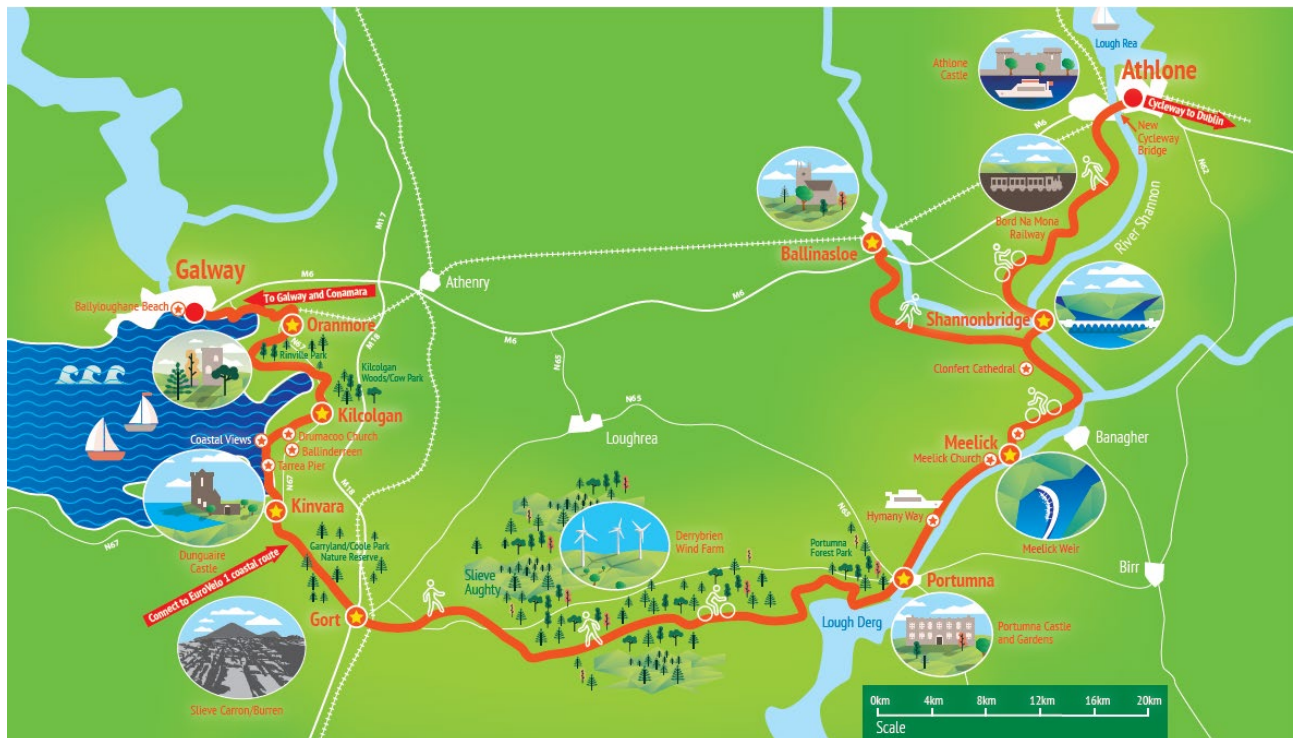 Lough Rea
Athlone
Castle
Athlone
Cycleway to Dublin
M6
New
Cycleway
Bridge
N62
Bord Na Mona
Railway
River Shannon
M17
Ballinasloe
Galway
M6
Athenry
Ballyloughane Beach
To Galway and Conamara
M6
Oranmore
Shannonbridge
N67
M18
M6
Rinville Park
Kilcolgan
Woods/Cow Park
N65
Clonfert Cathedral
Kilcolgan
N65
Drumacoo Church
Coastal Views
Ballinderreen
Loughrea
Banagher
Meelick
Meelick Church
Tarrea Pier
N67
M18
Kinvara
N65
Hymany Way
N67
Dunguaire
Castle
Garryland/Coole Park
Nature Reserve
Derrybrien
Wind Farm
Portumna
Forest Park
Meelick Weir
Slieve
Aughty
Birr
Connect to EuroVelo 1 coastal route
Portumna
Gort
Lough Derg
Portumna Castle
and Gardens
Slieve Carron/Burren
0km 4km 8km 12km 16km 20km
Scale